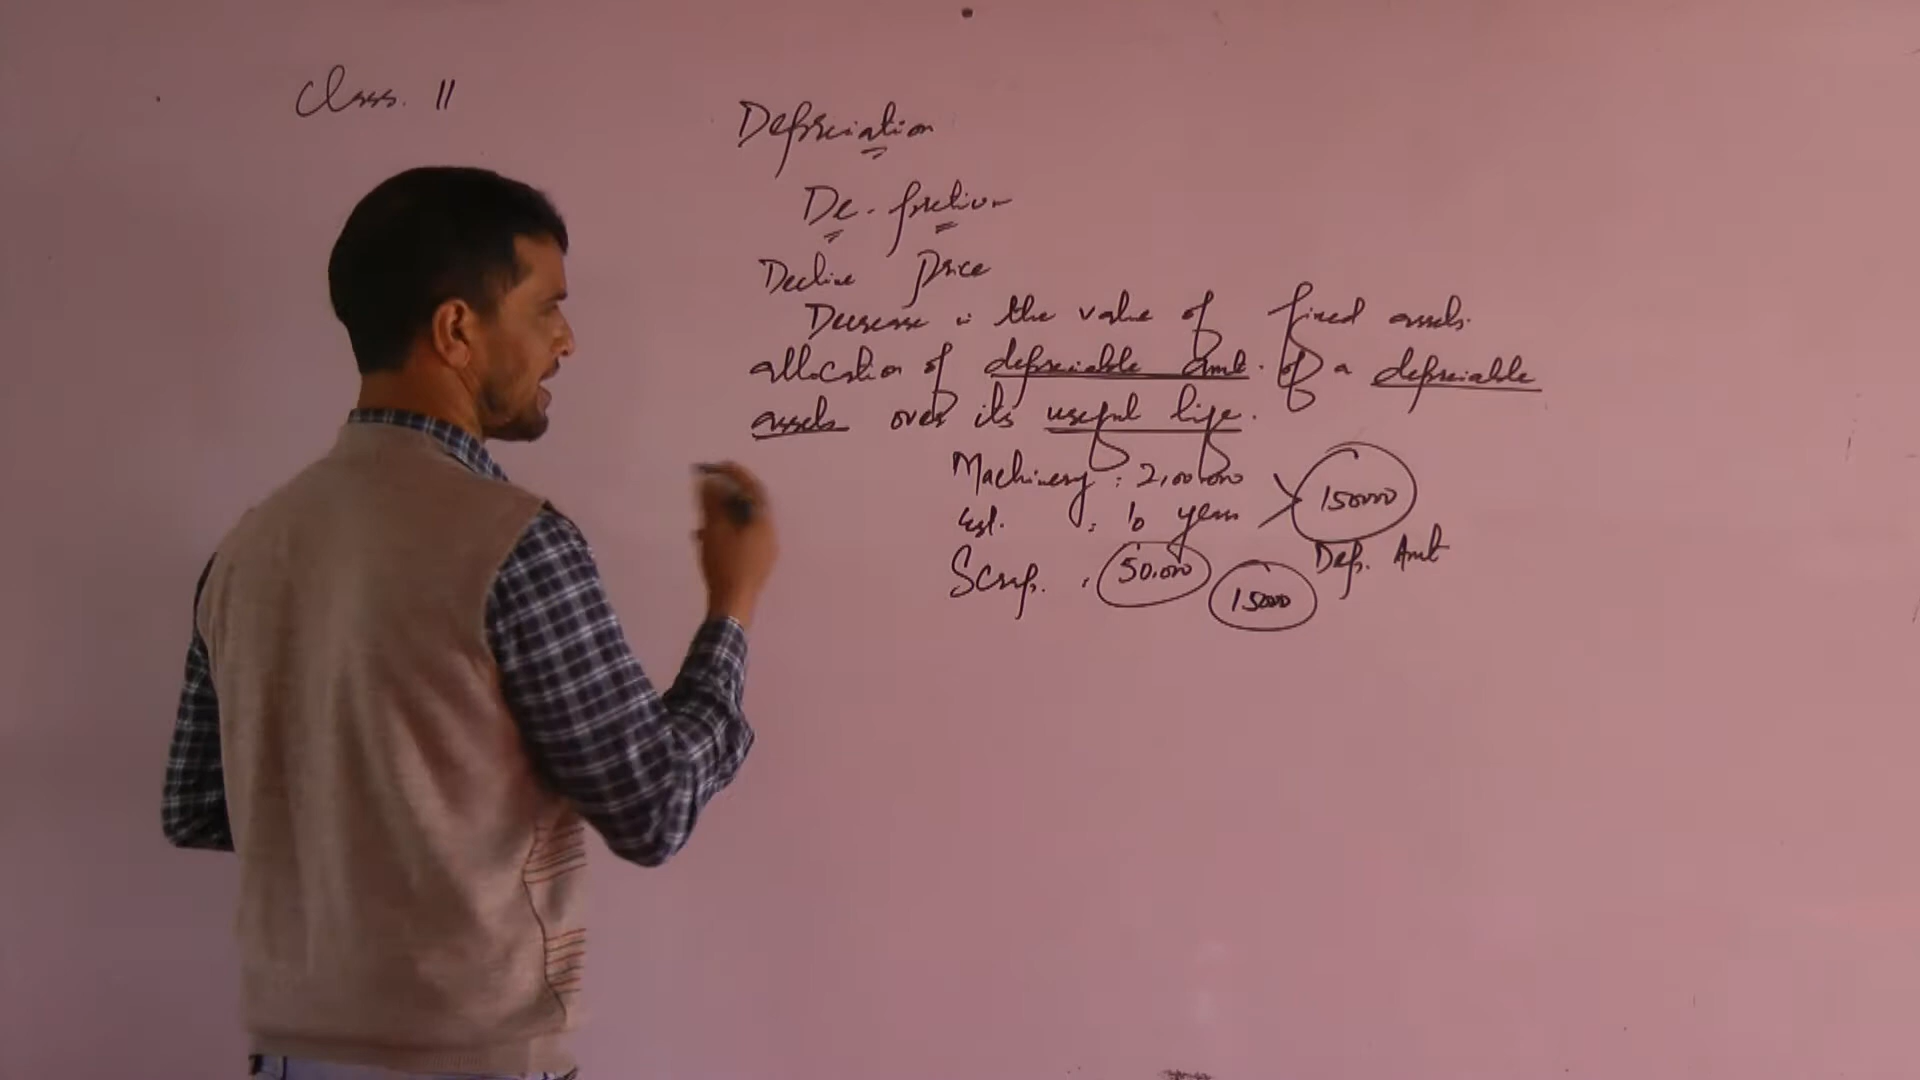 Class. 11
Depreciation
De. pretium
Decline Price
Decrease in the value of fixed assets.
allocation of depreciable amt. of a depreciable
assets over its useful life.
Machinery : 2,00,000 150000
Est. : 10 years
Dep. Amt
Scrap. : 50,000 15000